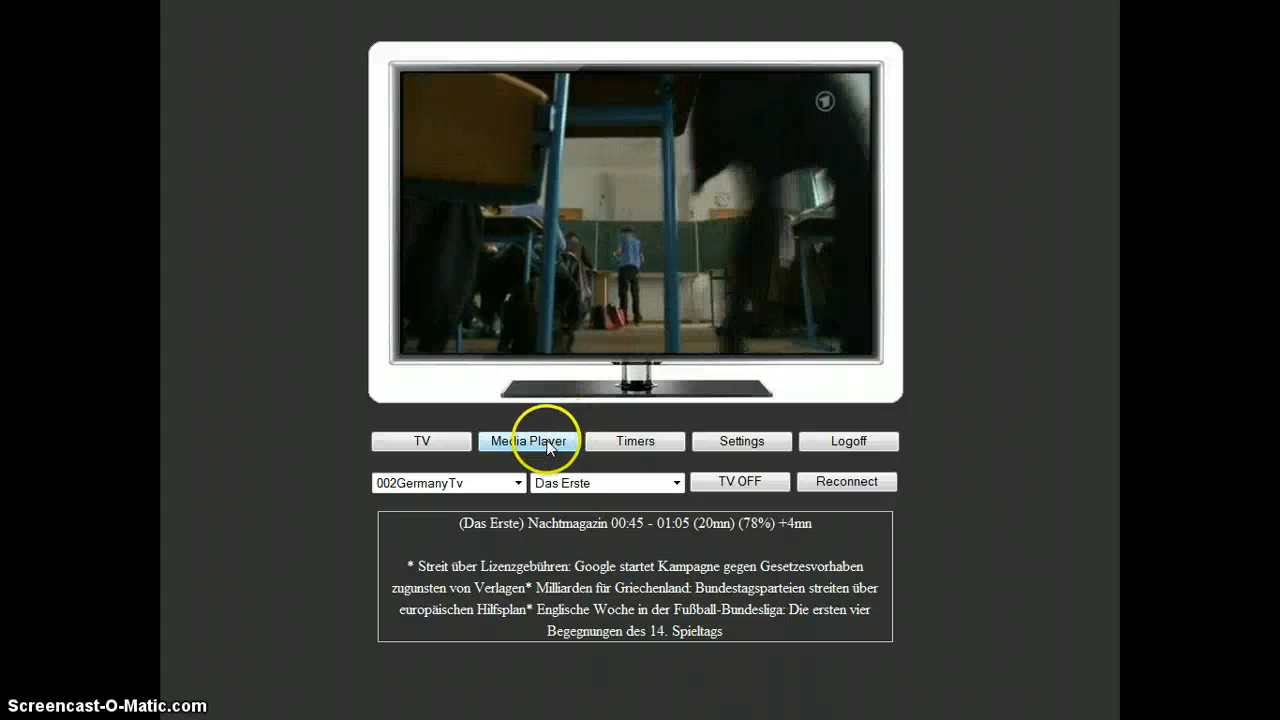 TV
Media Player
Timers
Settings
Logoff
002GermanyTv
Das Erste
TV OFF
Reconnect
(Das Erste) Nachtmagazin 00:45 - 01:05 (20mn) (78%) +4mn
* Streit über Lizenzgebühren: Google startet Kampagne gegen Gesetzesvorhaben
zugunsten von Verlagen* Milliarden für Griechenland: Bundestagsparteien streiten über
europäischen Hilfsplan* Englische Woche in der Fußball-Bundesliga: Die ersten vier
Begegnungen des 14. Spieltags
Screencast-O-Matic.com